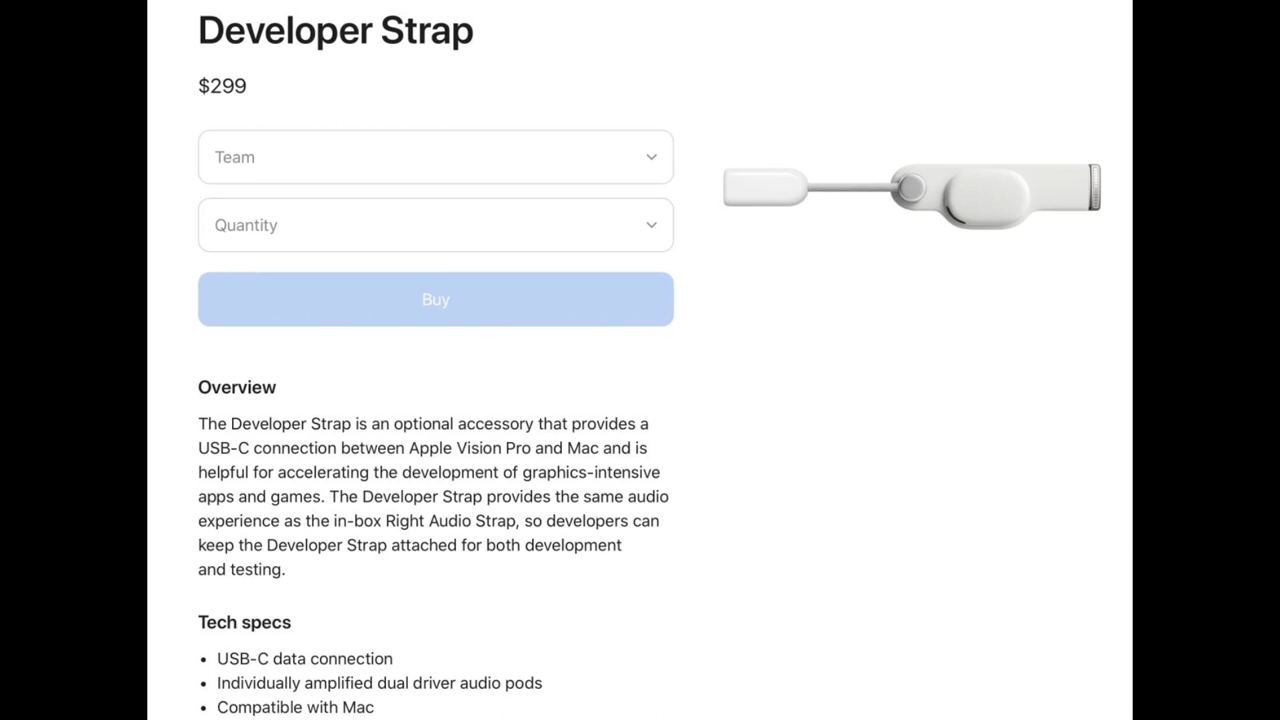 Developer Strap
$299
Team
Quantity
Buy
Overview
The Developer Strap is an optional accessory that provides a
USB-C connection between Apple Vision Pro and Mac and is
helpful for accelerating the development of graphics-intensive
apps and games. The Developer Strap provides the same audio
experience as the in-box Right Audio Strap, so developers can
keep the Developer Strap attached for both development
and testing.
Tech specs
• USB-C data connection
• Individually amplified dual driver audio pods
• Compatible with Mac